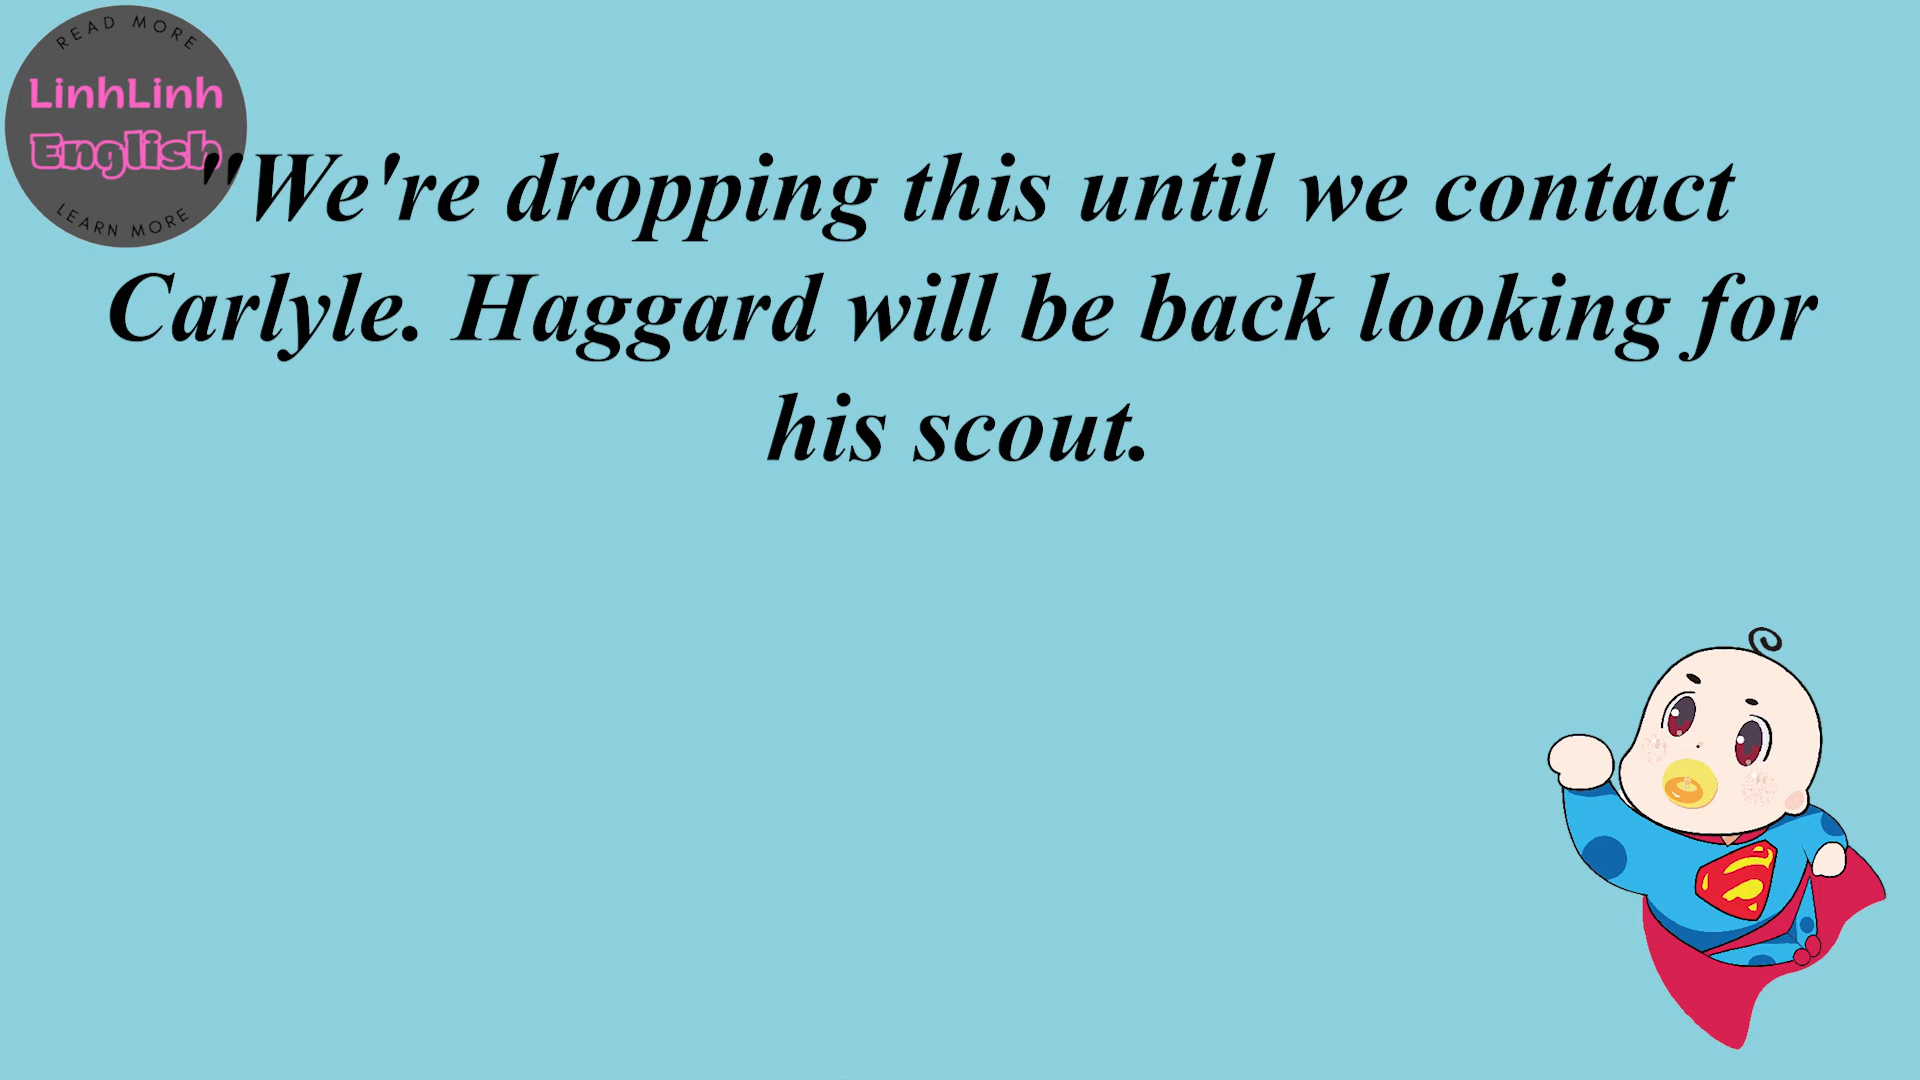 READ MORE
LinhLinh
English
LEARN MORE
"We're dropping this until we contact
Carlyle. Haggard will be back looking for
his scout.